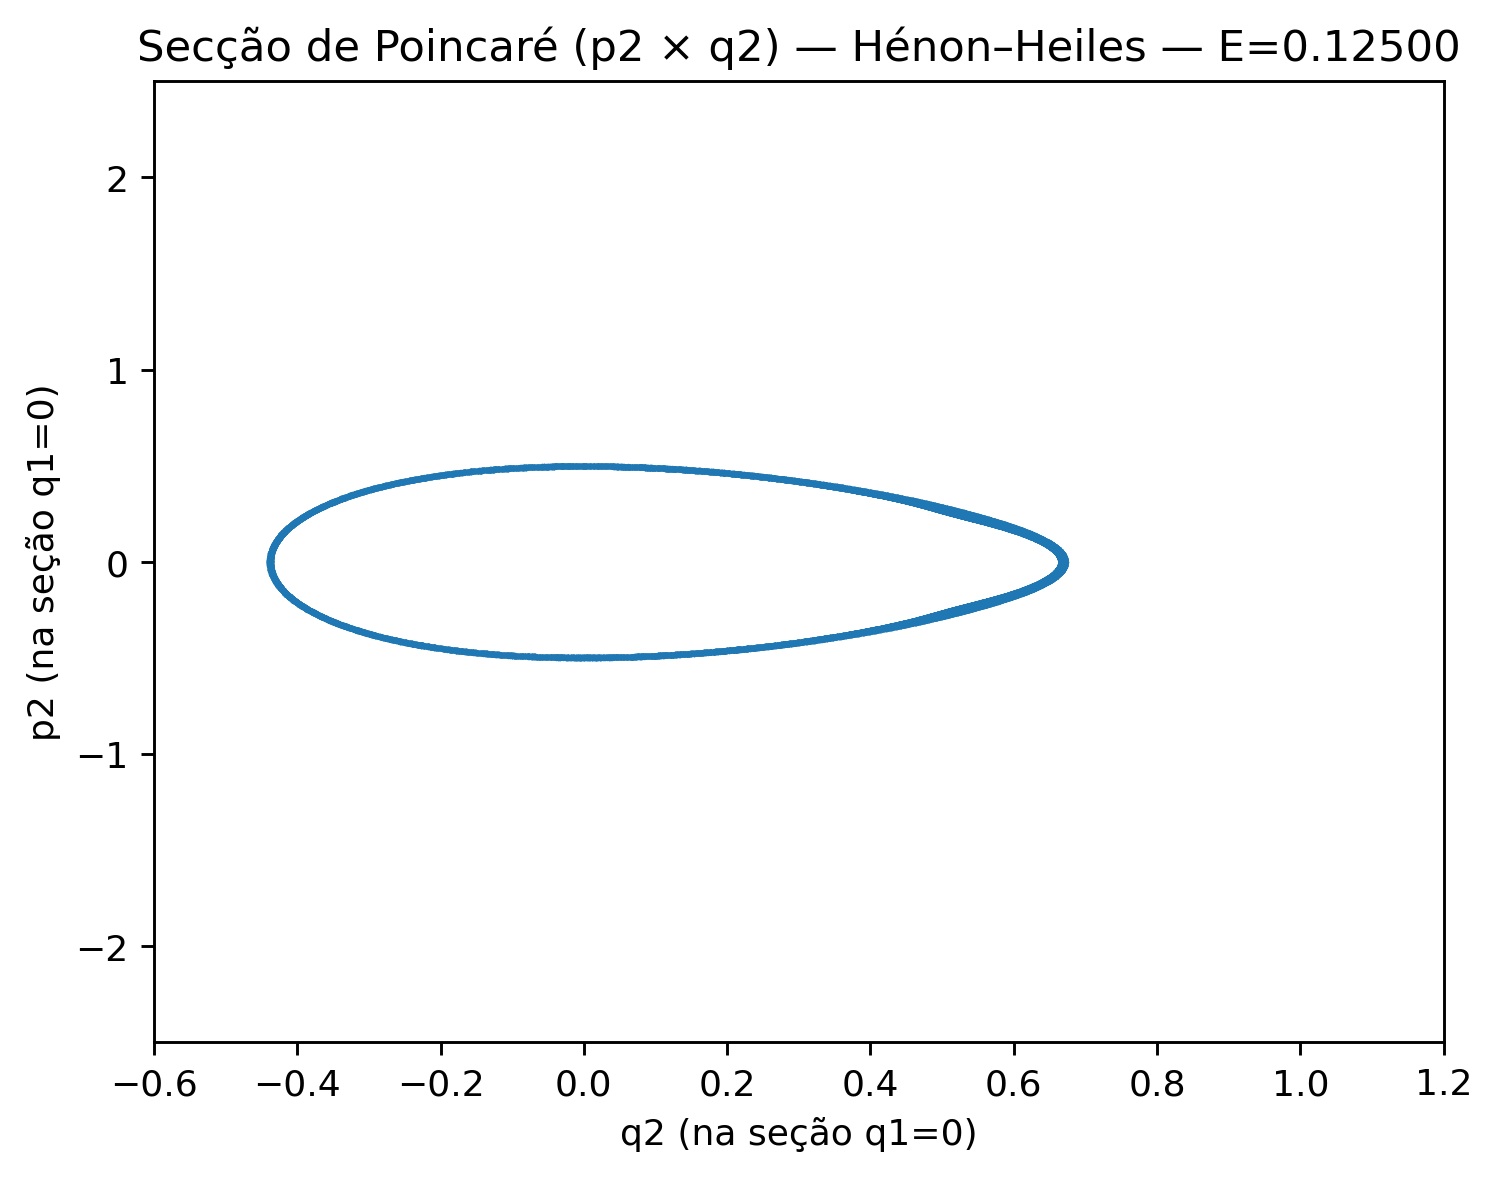 Secção de Poincaré (p2 × q2) — Hénon–Heiles — E=0.12500
p2 (na seção q1=0)
2
1
0
−1
−2
−0.6 −0.4 −0.2 0.0 0.2 0.4 0.6 0.8 1.0 1.2
q2 (na seção q1=0)